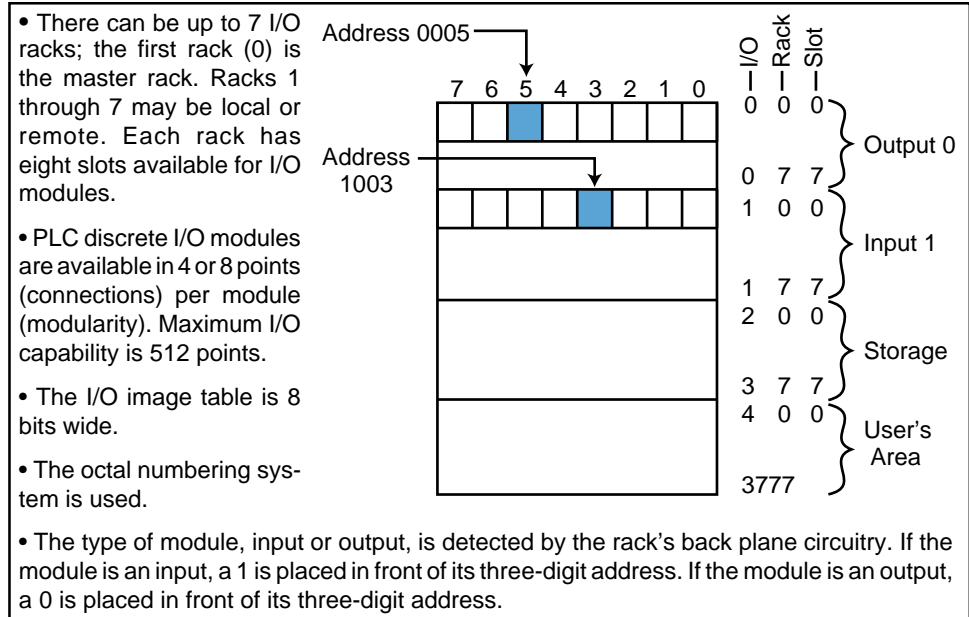 • There can be up to 7 I/O
racks; the first rack (0) is
the master rack. Racks 1
through 7 may be local or
remote. Each rack has
eight slots available for I/O
modules.
• PLC discrete I/O modules
are available in 4 or 8 points
(connections) per module
(modularity). Maximum I/O
capability is 512 points.
• The I/O image table is 8
bits wide.
• The octal numbering sys-
tem is used.
Address 0005
7 6 5 4 3 2 1 0
Address
1003
I/O
Rack
Slot
0 0 0
Output 0
0 7 7
1 0 0
Input 1
1 7 7
2 0 0
Storage
3 7 7
4 0 0
User's
Area
3777
• The type of module, input or output, is detected by the rack's back plane circuitry. If the
module is an input, a 1 is placed in front of its three-digit address. If the module is an output,
a 0 is placed in front of its three-digit address.